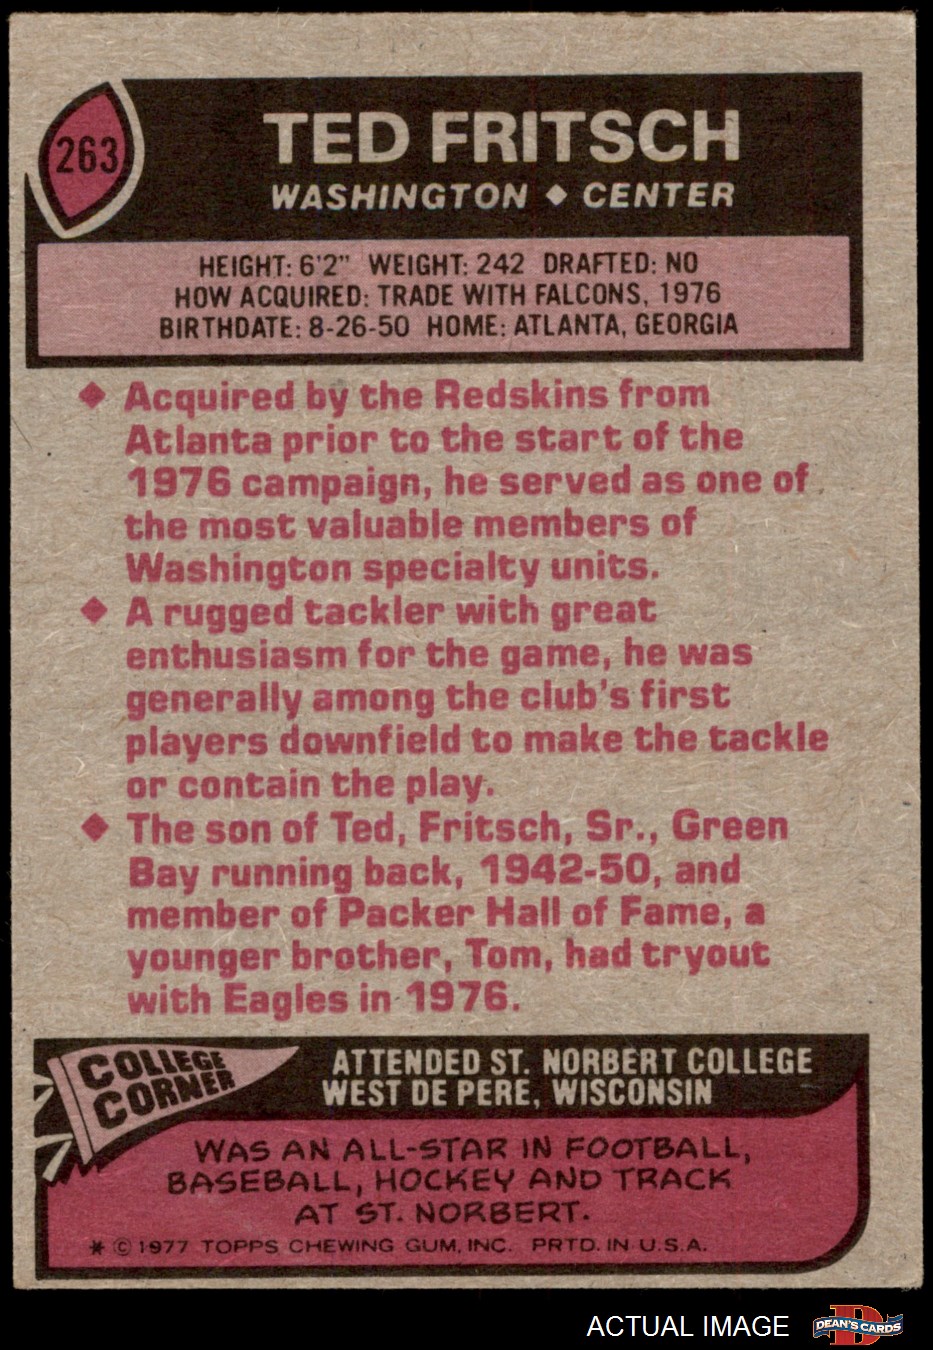 263
TED FRITSCH
WASHINGTON ◆ CENTER
HEIGHT: 6'2" WEIGHT: 242 DRAFTED: NO
HOW ACQUIRED: TRADE WITH FALCONS, 1976
BIRTHDATE: 8-26-50 HOME: ATLANTA, GEORGIA
◆ Acquired by the Redskins from
Atlanta prior to the start of the
1976 campaign, he served as one of
the most valuable members of
Washington specialty units.
◆ A rugged tackler with great
enthusiasm for the game, he was
generally among the club's first
players downfield to make the tackle
or contain the play.
◆ The son of Ted, Fritsch, Sr., Green
Bay running back, 1942-50, and
member of Packer Hall of Fame, a
younger brother, Tom, had tryout
with Eagles in 1976.
COLLEGE
CORNER
ATTENDED ST. NORBERT COLLEGE
WEST DE PERE, WISCONSIN
WAS AN ALL-STAR IN FOOTBALL,
BASEBALL, HOCKEY AND TRACK
AT ST. NORBERT.
* © 1977 TOPPS CHEWING GUM, INC. PRTD. IN U.S.A.
ACTUAL IMAGE
D
DEAN'S CARDS